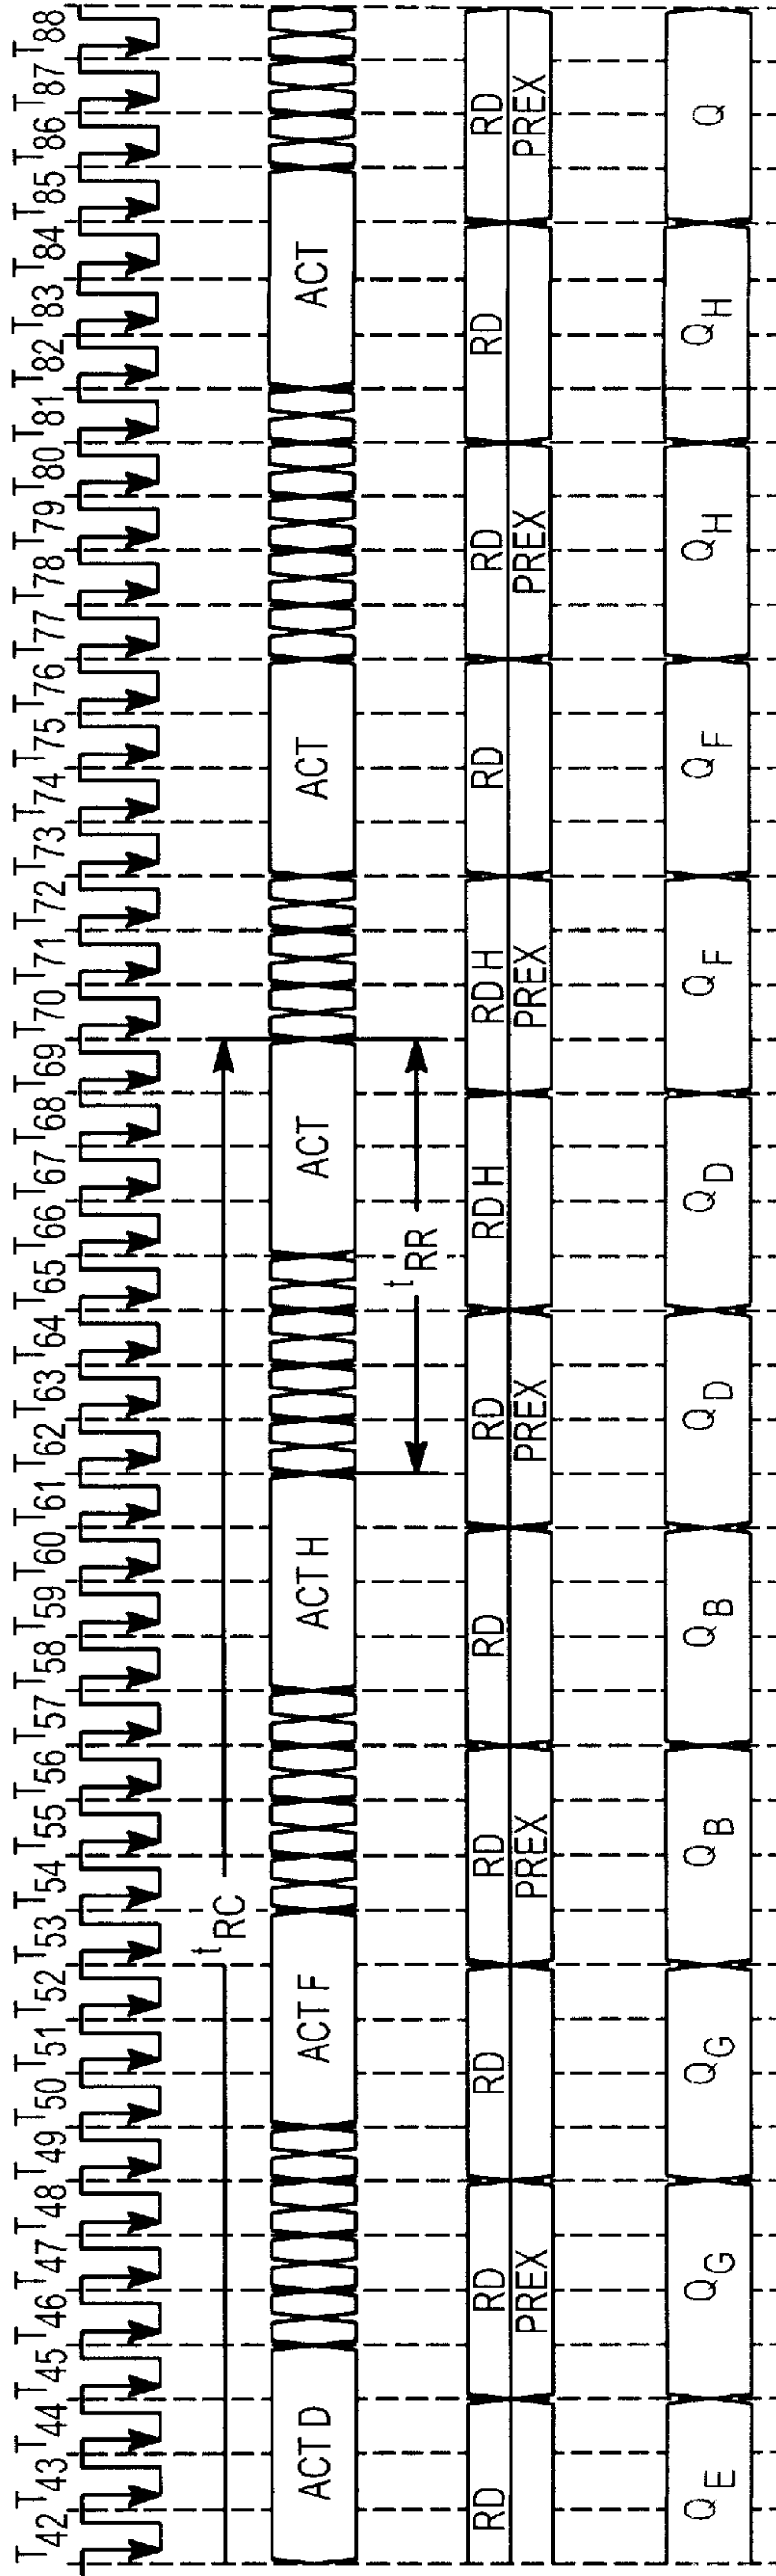 T42 T43 T44 T45 T46 T47 T48 T49 T50 T51 T52 T53 T54 T55 T56 T57 T58 T59 T60 T61 T62 T63 T64 T65 T66 T67 T68 T69 T70 T71 T72 T73 T74 T75 T76 T77 T78 T79 T80 T81 T82 T83 T84 T85 T86 T87 T88
tRC
ACT D ACT F ACT H ACT ACT ACT
tRR
RD RD RD RD RD RD RD RD H RD H RD RD RD RD
PREX PREX PREX PREX PREX PREX
QE QG QG QB QB QD QD QF QF QH QH Q